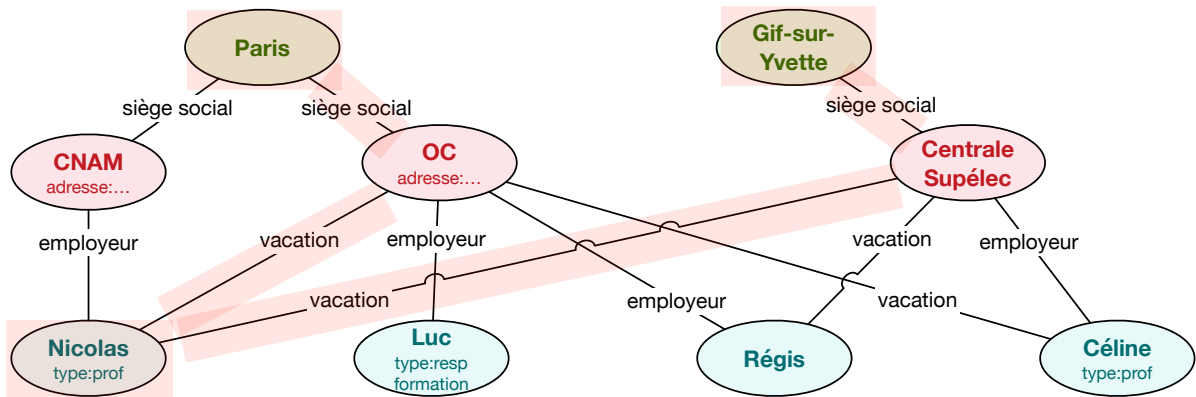 Paris
Gif-sur-
Yvette
siège social
siège social
siège social
CNAM
adresse:...
OC
adresse:...
Centrale
Supélec
employeur
vacation
employeur
vacation
employeur
vacation
employeur
vacation
Nicolas
type:prof
Luc
type:resp
formation
Régis
Céline
type:prof